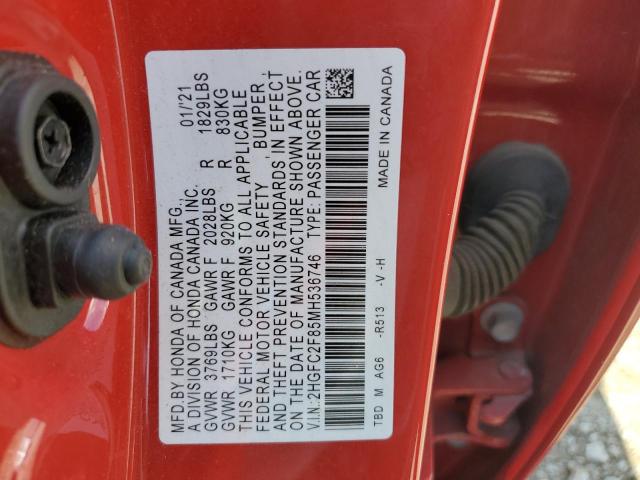 MFD.BY HONDA OF CANADA MFG., 01/'21
A DIVISION OF HONDA CANADA INC.
GVWR 3769LBS GAWR F 2028LBS R 1829LBS
GVWR 1710KG GAWR F 920KG R 830KG
THIS VEHICLE CONFORMS TO ALL APPLICABLE
FEDERAL MOTOR VEHICLE SAFETY BUMPER,
AND THEFT PREVENTION STANDARDS IN EFFECT
ON THE DATE OF MANUFACTURE SHOWN ABOVE.
V.I.N.:2HGFC2F65MH536746 TYPE: PASSENGER CAR
TBD M AG6 -R513 -V -H MADE IN CANADA